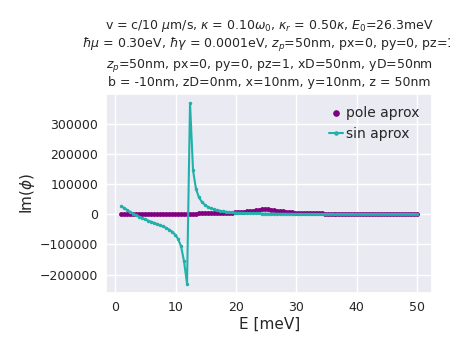 v = c/10 μm/s, κ = 0.10ω₀, κᵣ = 0.50κ, E₀=26.3meV
ħμ = 0.30eV, ħγ = 0.0001eV, zₚ=50nm, px=0, py=0, pz=1
zₚ=50nm, px=0, py=0, pz=1, xD=50nm, yD=50nm
b = -10nm, zD=0nm, x=10nm, y=10nm, z = 50nm
pole aprox
sin aprox
300000
200000
100000
0
−100000
−200000
Im(ϕ)
0 10 20 30 40 50
E [meV]